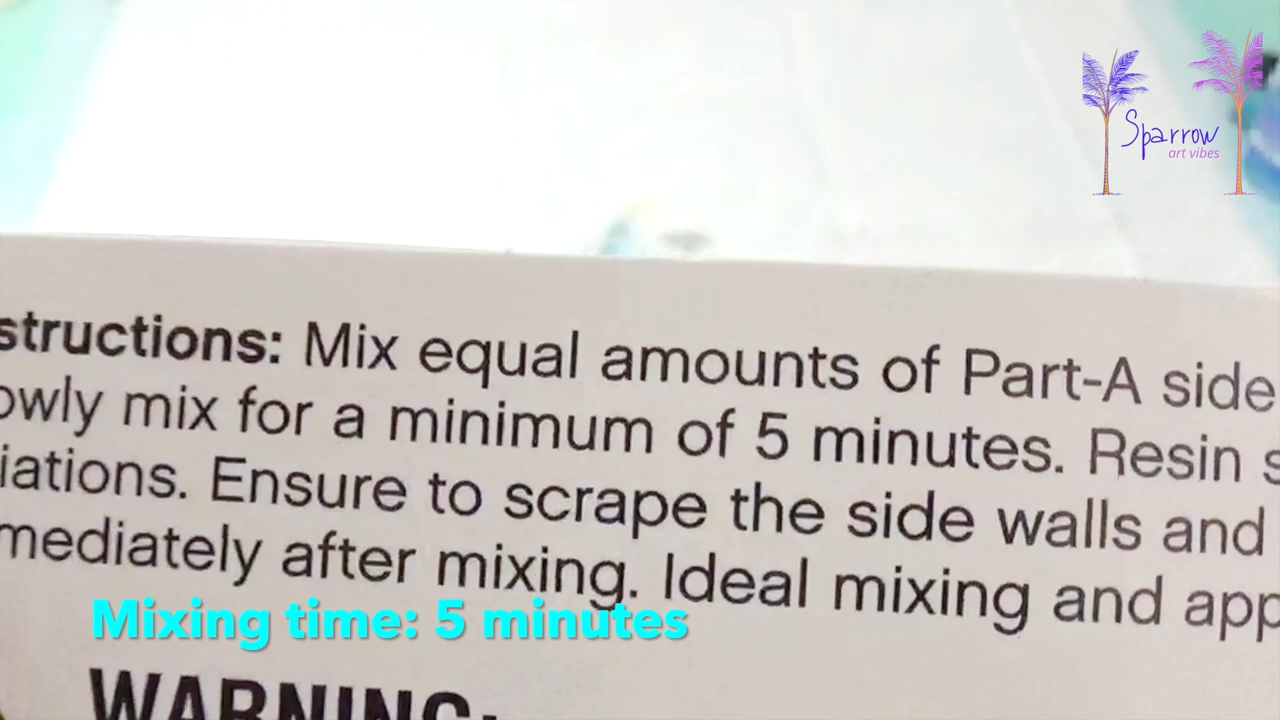 Sparrow
art vibes
structions: Mix equal amounts of Part-A side
owly mix for a minimum of 5 minutes. Resin s
iations. Ensure to scrape the side walls and
mediately after mixing. Ideal mixing and app
Mixing time: 5 minutes
WARNING: